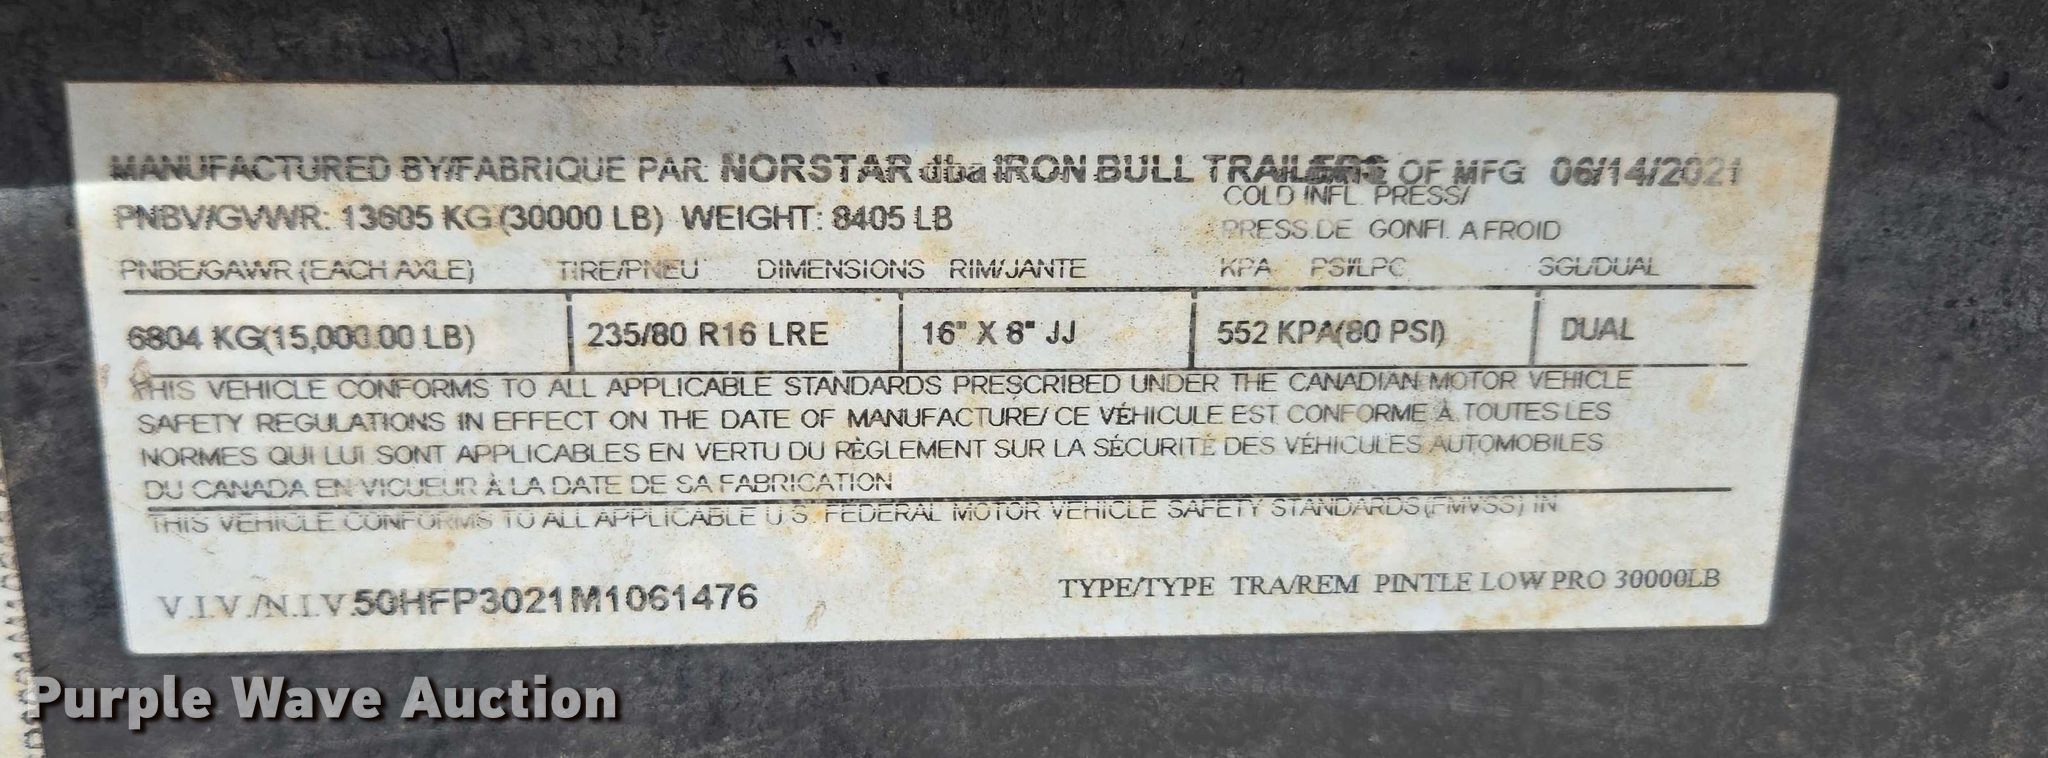 MANUFACTURED BY/FABRIQUE PAR: NORSTAR dba IRON BULL TRAILERS OF MFG 06/14/2021
PNBV/GVWR: 13605 KG (30000 LB) WEIGHT: 8405 LB
COLD INFL. PRESS/
PRESS.DE GONFL. A FROID
PNBE/GAWR (EACH AXLE) TIRE/PNEU DIMENSIONS RIM/JANTE KPA PSI/LPC SGL/DUAL
6804 KG(15,000.00 LB) 235/80 R16 LRE 16" X 8" JJ 552 KPA(80 PSI) DUAL
THIS VEHICLE CONFORMS TO ALL APPLICABLE STANDARDS PRESCRIBED UNDER THE CANADIAN MOTOR VEHICLE
SAFETY REGULATIONS IN EFFECT ON THE DATE OF MANUFACTURE/ CE VÉHICULE EST CONFORME À TOUTES LES
NORMES QUI LUI SONT APPLICABLES EN VERTU DU RÈGLEMENT SUR LA SÉCURITÉ DES VÉHICULES AUTOMOBILES
DU CANADA EN VIGUEUR À LA DATE DE SA FABRICATION
THIS VEHICLE CONFORMS TO ALL APPLICABLE U.S. FEDERAL MOTOR VEHICLE SAFETY STANDARDS (FMVSS) IN
V.I.V./N.I.V. 50HFP3021M1061476 TYPE/TYPE TRA/REM PINTLE LOW PRO 30000LB
Purple Wave Auction